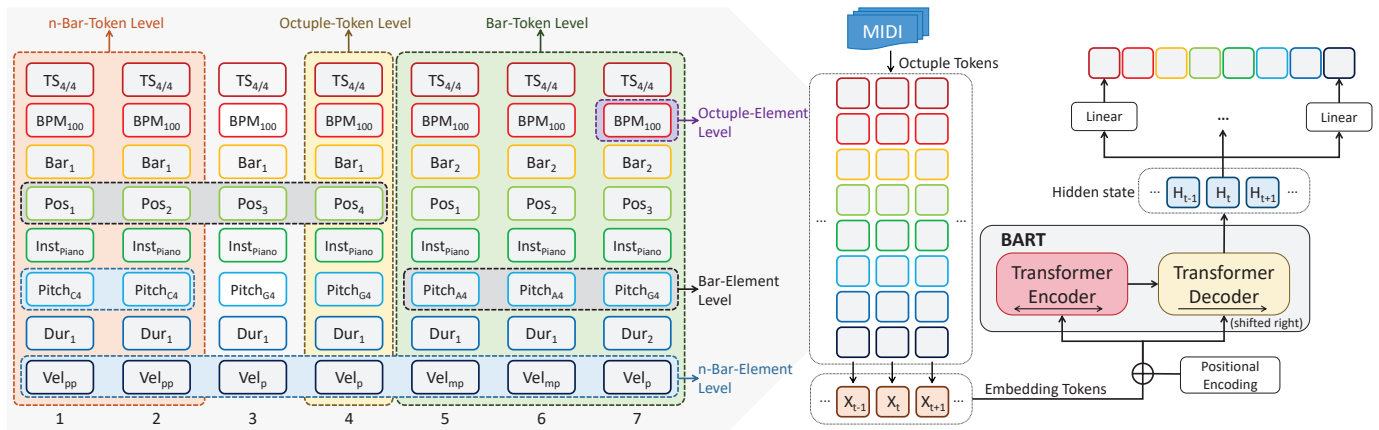 n-Bar-Token Level
Octuple-Token Level
Bar-Token Level
TS4/4 TS4/4 TS4/4 TS4/4 TS4/4 TS4/4 TS4/4
BPM100 BPM100 BPM100 BPM100 BPM100 BPM100 BPM100
Octuple-Element
Level
Bar1 Bar1 Bar1 Bar1 Bar2 Bar2 Bar2
Pos1 Pos2 Pos3 Pos4 Pos1 Pos2 Pos3
InstPiano InstPiano InstPiano InstPiano InstPiano InstPiano InstPiano
PitchC4 PitchC4 PitchG4 PitchG4 PitchA4 PitchA4 PitchG4
Bar-Element
Level
Dur1 Dur1 Dur1 Dur1 Dur1 Dur1 Dur2
Velpp Velpp Velp Velp Velmp Velmp Velp
n-Bar-Element
Level
1 2 3 4 5 6 7
MIDI
Octuple Tokens
... ...
... Xt-1 Xt Xt+1 ...
Embedding Tokens
Linear
...
Linear
Hidden state
... Ht-1 Ht Ht+1 ...
BART
Transformer
Encoder
Transformer
Decoder
(shifted right)
Positional
Encoding